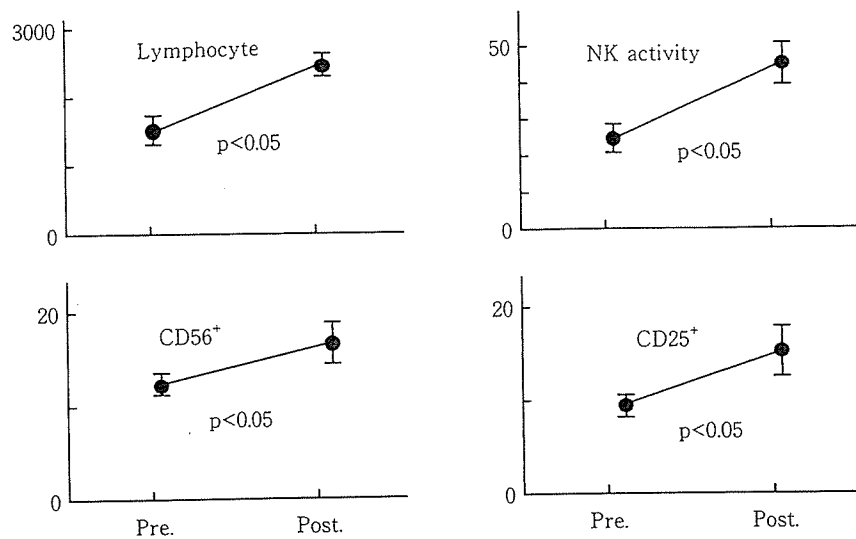 3000
Lymphocyte
p<0.05
0
50
NK activity
p<0.05
0
20
CD56⁺
p<0.05
0
Pre.
Post.
20
CD25⁺
p<0.05
0
Pre.
Post.